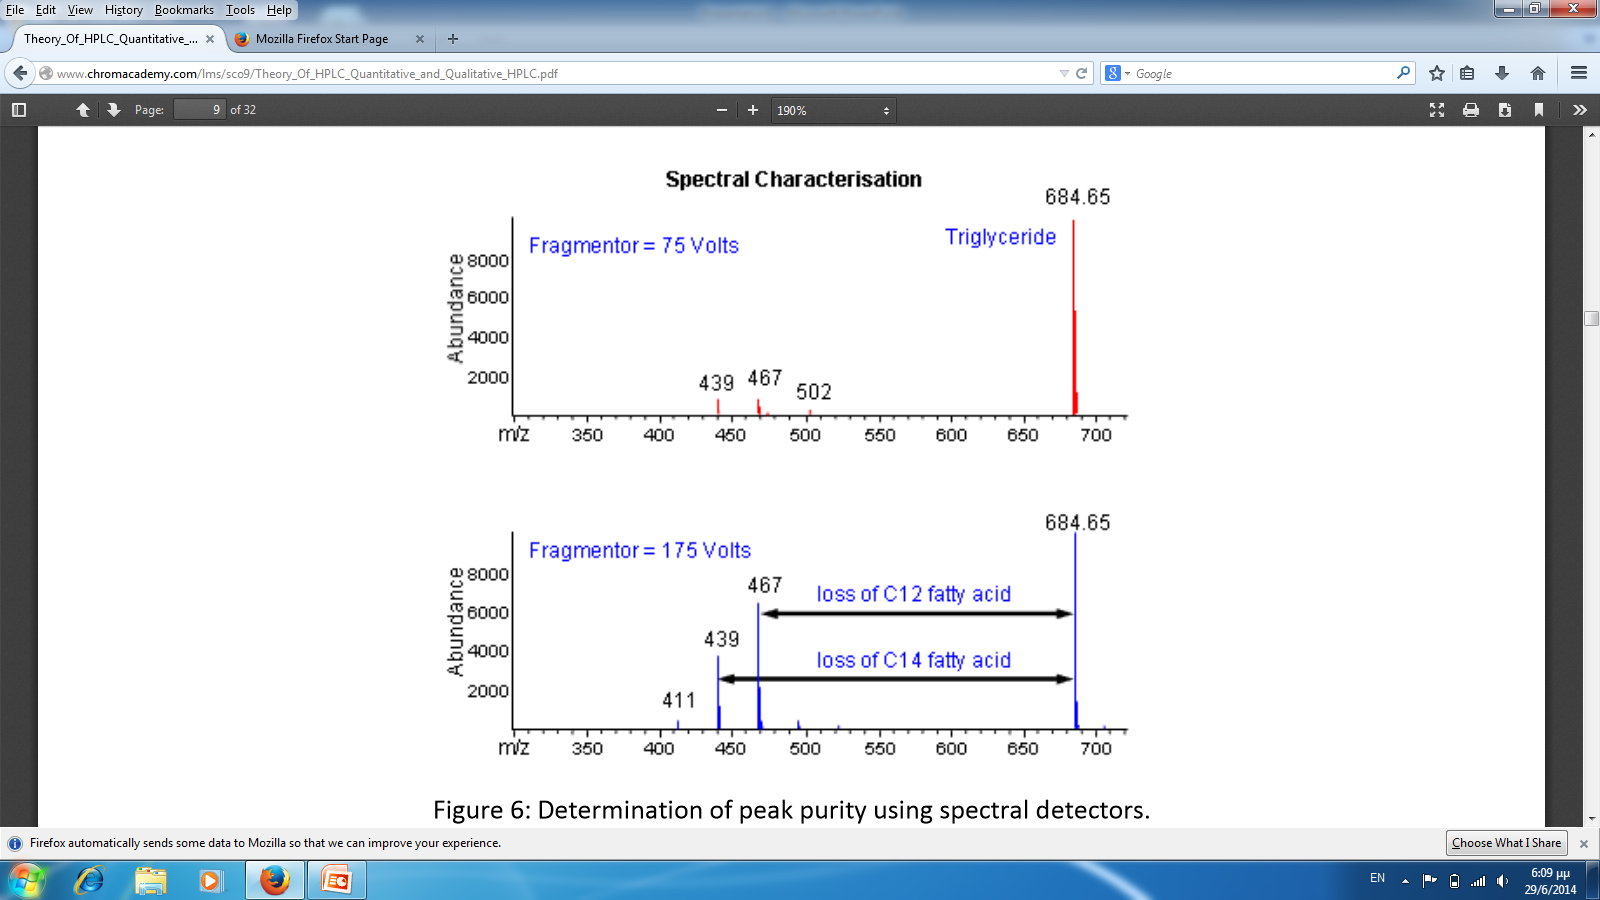 File Edit View History Bookmarks Tools Help
Theory_Of_HPLC_Quantitative_... Mozilla Firefox Start Page
www.chromacademy.com/lms/sco9/Theory_Of_HPLC_Quantitative_and_Qualitative_HPLC.pdf
Google
Page: 9 of 32
190%
Spectral Characterisation
684.65
Fragmentor = 75 Volts
Triglyceride
Abundance
8000
6000
4000
2000
439 467 502
m/z 350 400 450 500 550 600 650 700
684.65
Fragmentor = 175 Volts
Abundance
8000
6000
4000
2000
467
loss of C12 fatty acid
439
loss of C14 fatty acid
411
m/z 350 400 450 500 550 600 650 700
Figure 6: Determination of peak purity using spectral detectors.
Firefox automatically sends some data to Mozilla so that we can improve your experience.
Choose What I Share
EN
6:09 μμ
29/6/2014